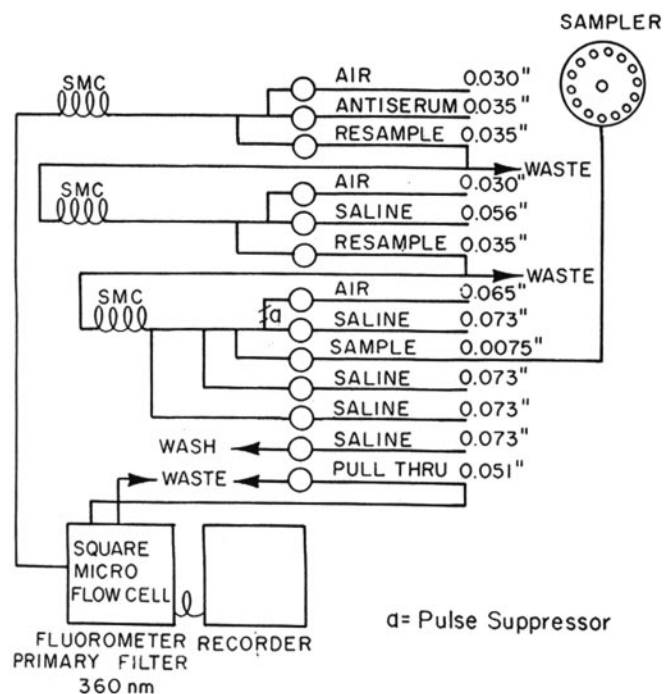 SAMPLER
SMC
AIR 0.030"
ANTISERUM 0.035"
RESAMPLE 0.035"
WASTE
SMC
AIR 0.030"
SALINE 0.056"
RESAMPLE 0.035"
WASTE
SMC
AIR 0.065"
a
SALINE 0.073"
SAMPLE 0.0075"
SALINE 0.073"
SALINE 0.073"
WASH SALINE 0.073"
WASTE PULL THRU 0.051"
SQUARE
MICRO
FLOW CELL
FLUOROMETER RECORDER
PRIMARY FILTER
360 nm
a= Pulse Suppressor